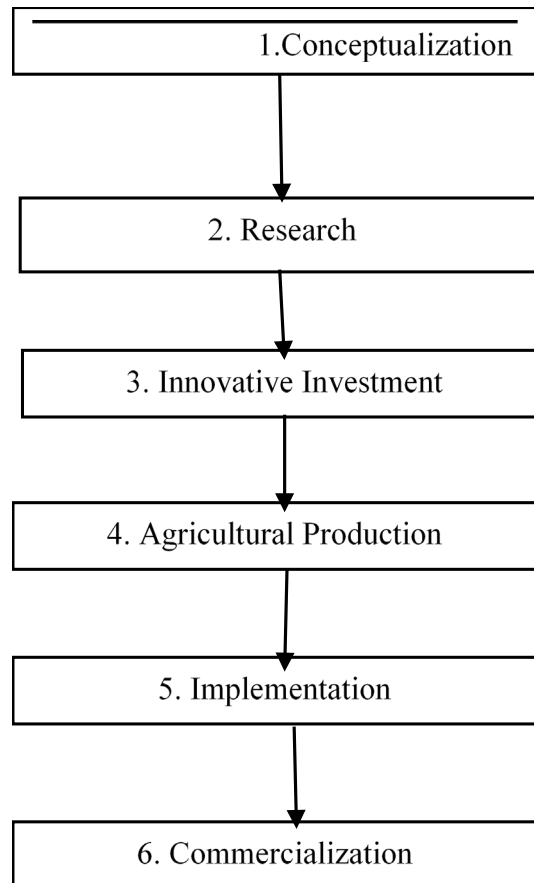 1.Conceptualization
2. Research
3. Innovative Investment
4. Agricultural Production
5. Implementation
6. Commercialization